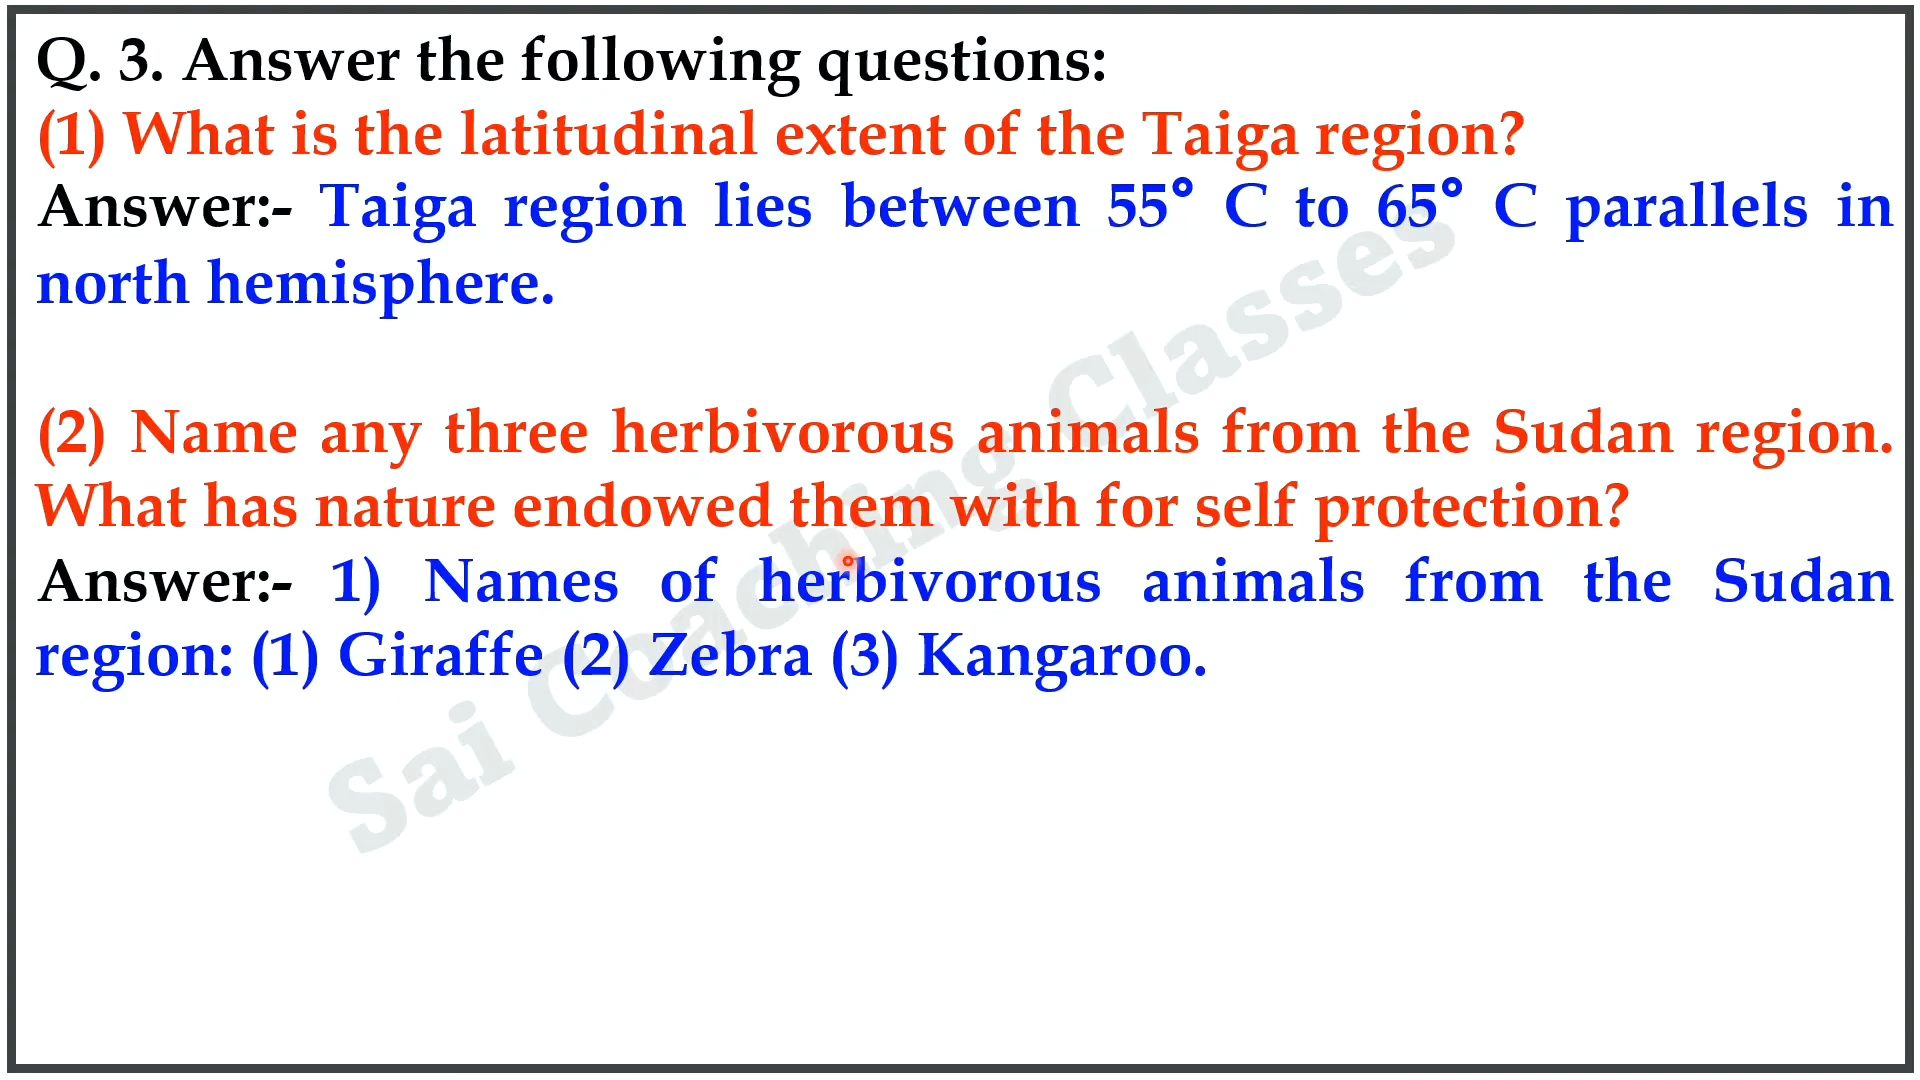 Q. 3. Answer the following questions:
(1) What is the latitudinal extent of the Taiga region?
Answer:- Taiga region lies between 55° C to 65° C parallels in
north hemisphere.
(2) Name any three herbivorous animals from the Sudan region.
What has nature endowed them with for self protection?
Answer:- 1) Names of herbivorous animals from the Sudan
region: (1) Giraffe (2) Zebra (3) Kangaroo.
Sai Coaching Classes